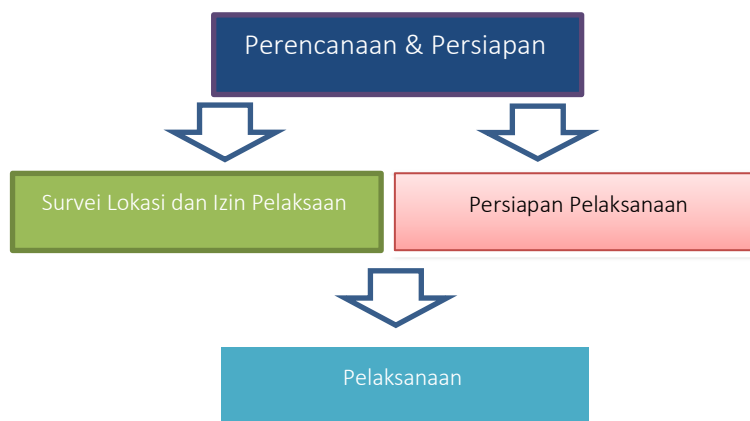 Perencanaan & Persiapan
Survei Lokasi dan Izin Pelaksaan
Persiapan Pelaksanaan
Pelaksanaan